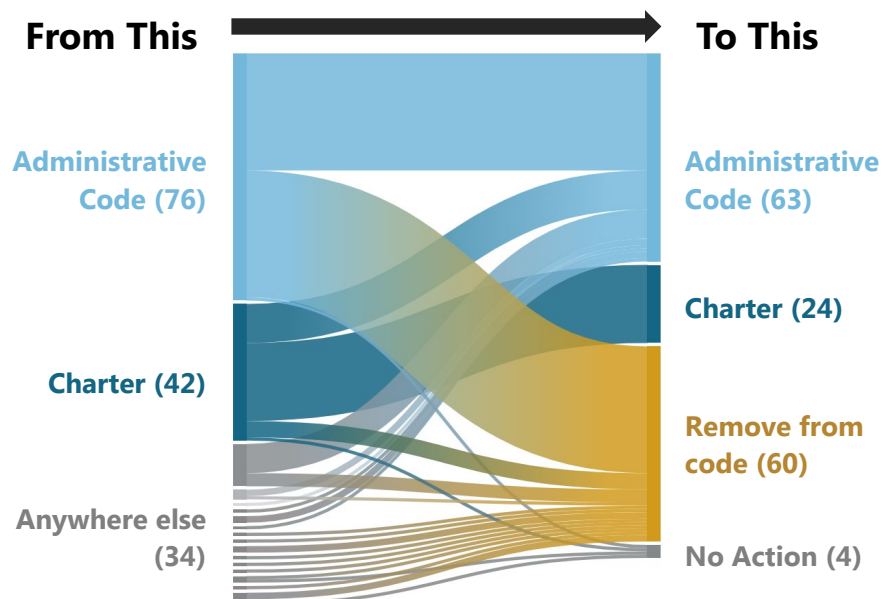 From This
To This
Administrative
Code (76)
Administrative
Code (63)
Charter (24)
Charter (42)
Remove from
code (60)
Anywhere else
(34)
No Action (4)